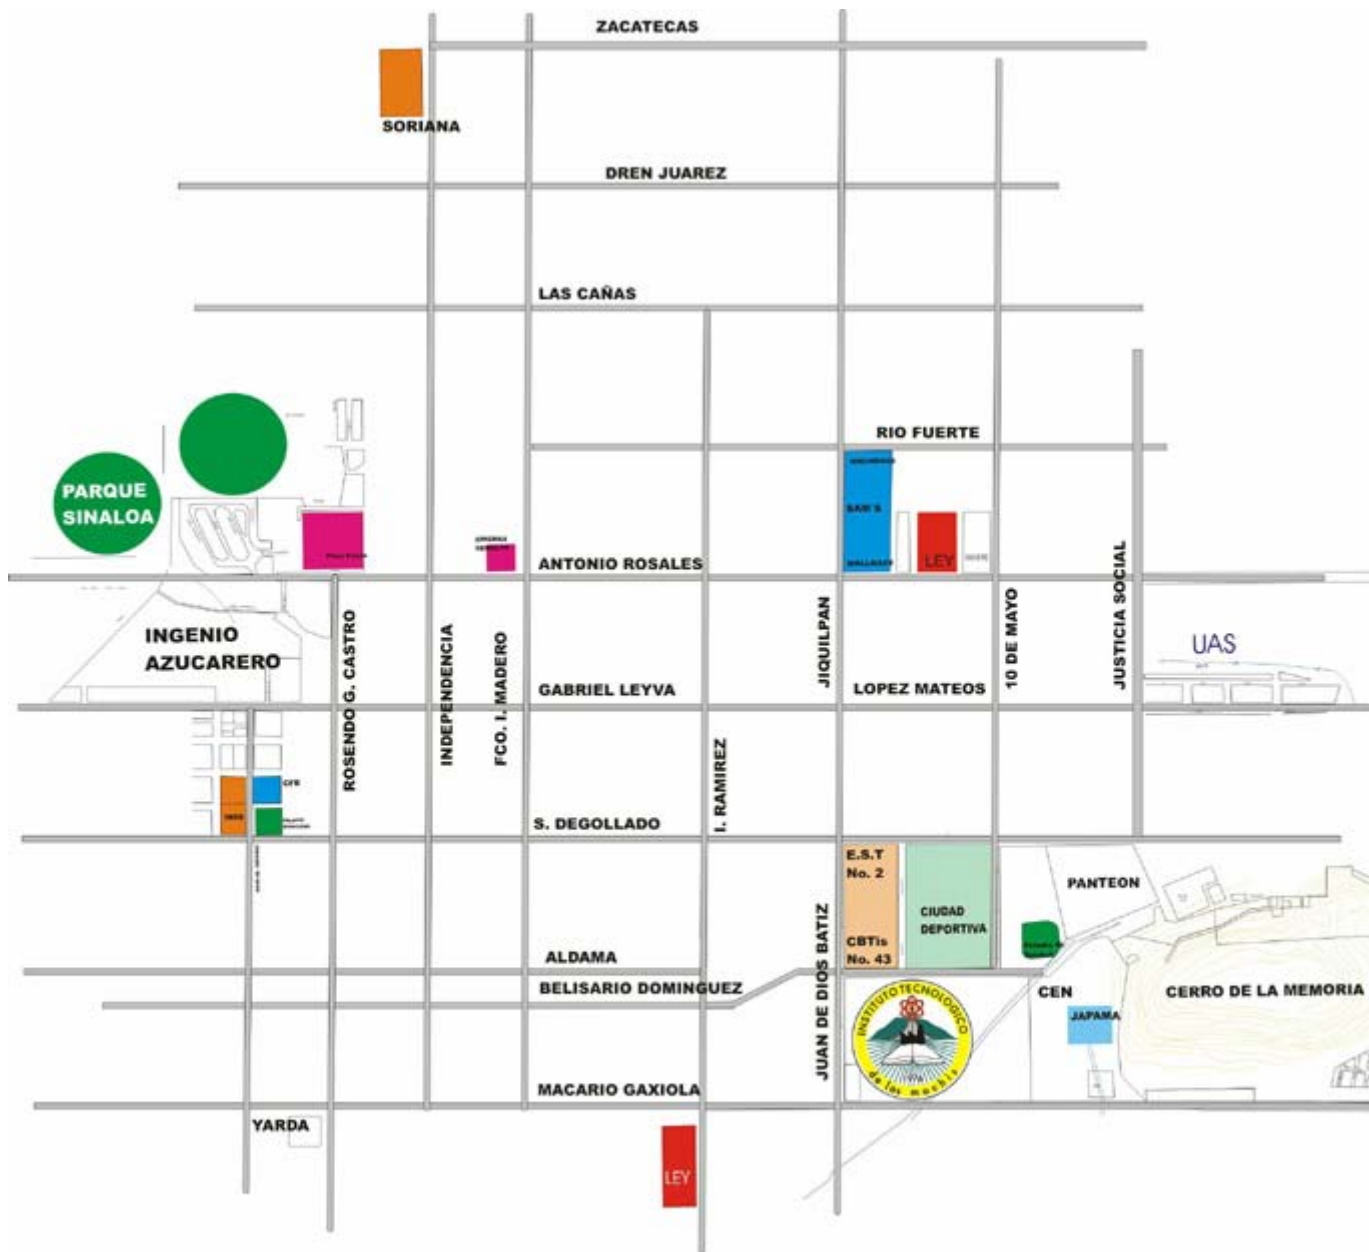 ZACATECAS
SORIANA
DREN JUAREZ
LAS CAÑAS
RIO FUERTE
PARQUE
SINALOA
SAM'S
LEY
ANTONIO ROSALES
INGENIO
AZUCARERO
ROSENDO G. CASTRO
INDEPENDENCIA
FCO. I. MADERO
JIQUILPAN
10 DE MAYO
JUSTICIA SOCIAL
UAS
GABRIEL LEYVA
LOPEZ MATEOS
I. RAMIREZ
CFE
IMSS
S. DEGOLLADO
E.S.T
No. 2
CIUDAD
DEPORTIVA
PANTEON
CBTis
No. 43
ALDAMA
BELISARIO DOMINGUEZ
JUAN DE DIOS BATIZ
INSTITUTO TECNOLOGICO
de los mochis
CEN
JAPAMA
CERRO DE LA MEMORIA
MACARIO GAXIOLA
YARDA
LEY